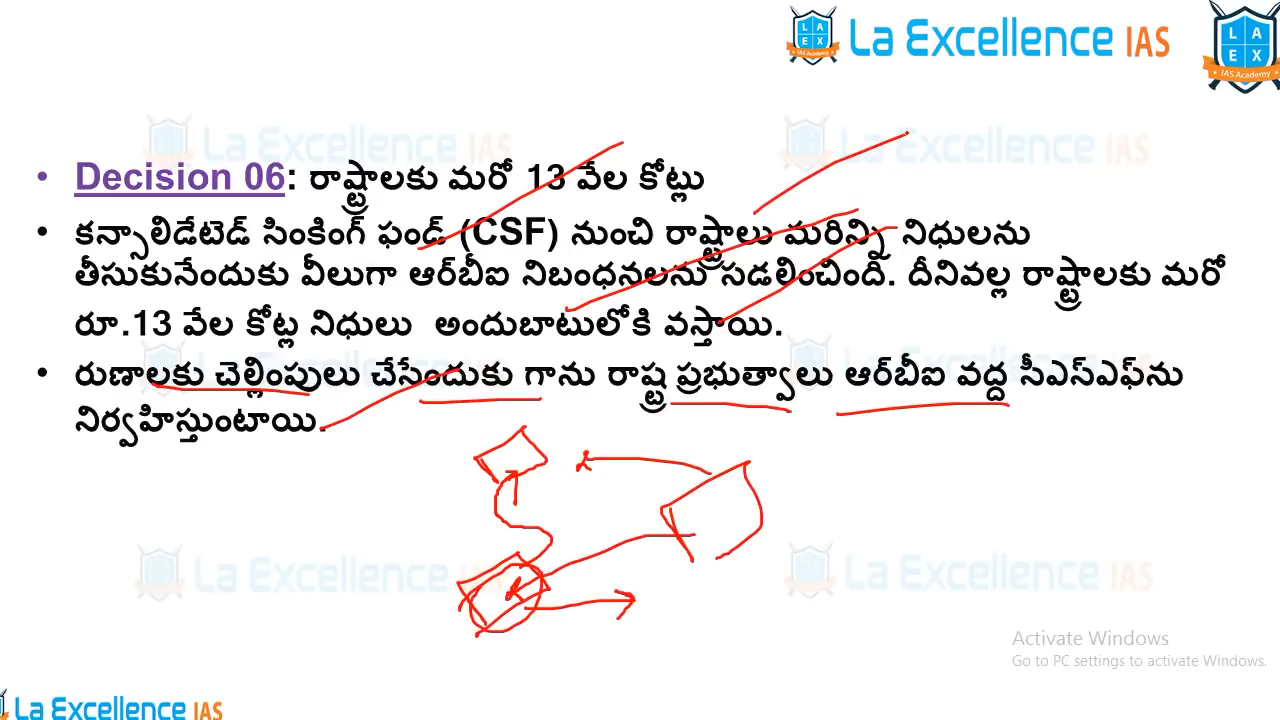 La Excellence IAS
L A
E X
IAS Academy
Decision 06: రాష్ట్రాలకు మరో 13 వేల కోట్లు
కన్సాలిడేటెడ్ సింకింగ్ ఫండ్ (CSF) నుంచి రాష్ట్రాలు మరిన్ని నిధులను
తీసుకునేందుకు వీలుగా ఆర్‌బీఐ నిబంధనలను సడలించింది. దీనివల్ల రాష్ట్రాలకు మరో
రూ.13 వేల కోట్ల నిధులు అందుబాటులోకి వస్తాయి.
రుణాలకు చెల్లింపులు చేసేందుకు గాను రాష్ట్ర ప్రభుత్వాలు ఆర్‌బీఐ వద్ద సీఎస్ఎఫ్‌ను
నిర్వహిస్తుంటాయి.
Activate Windows
Go to PC settings to activate Windows.
La Excellence IAS